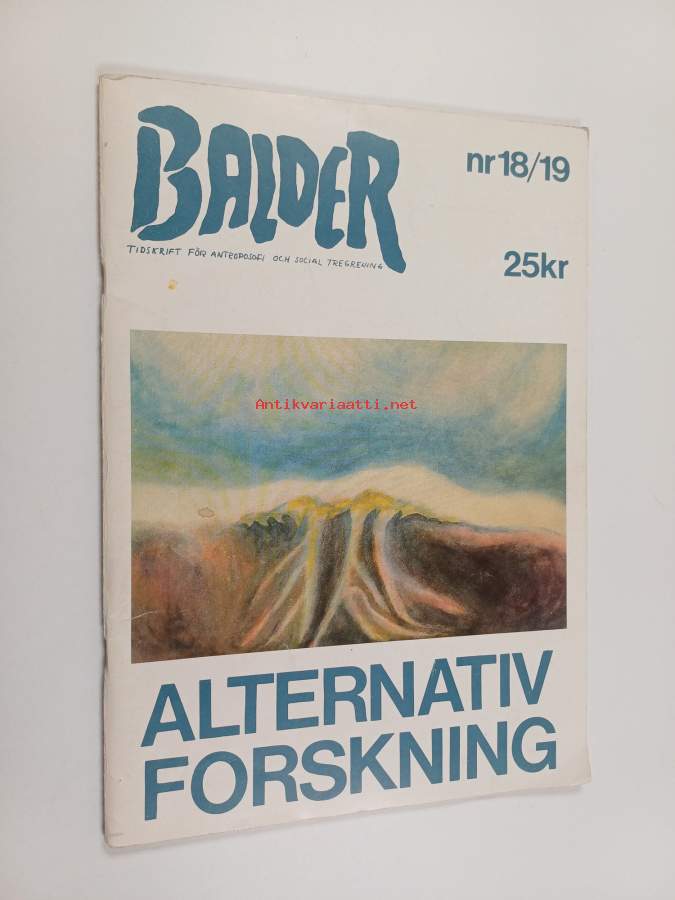 BALDER
nr 18/19
TIDSKRIFT FÖR ANTROPOSOFI OCH SOCIAL TREGRENING
25kr
Antikvariaatti.net
ALTERNATIV
FORSKNING